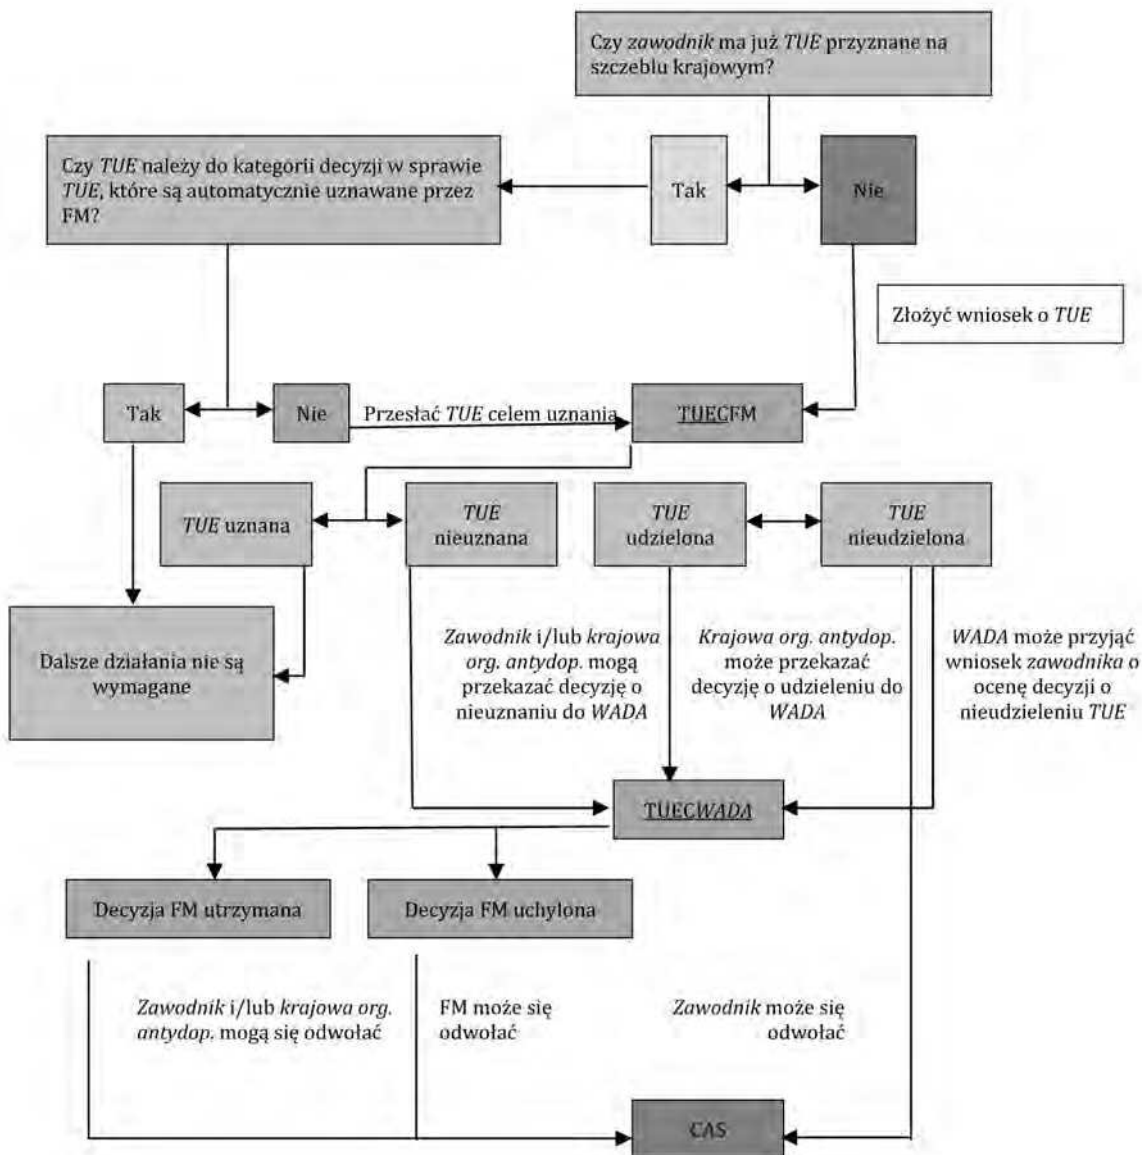 Czy zawodnik ma już TUE przyznane na
szczeblu krajowym?
Czy TUE należy do kategorii decyzji w sprawie
TUE, które są automatycznie uznawane przez
FM?
Tak
Nie
Złożyć wniosek o TUE
Tak
Nie
Przesłać TUE celem uznania
TUECFM
TUE uznana
TUE
nieuznana
TUE
udzielona
TUE
nieudzielona
Dalsze działania nie są
wymagane
Zawodnik i/lub krajowa
org. antydop. mogą
przekazać decyzję o
nieuznaniu do WADA
Krajowa org. antydop.
może przekazać
decyzję o udzieleniu do
WADA
WADA może przyjąć
wniosek zawodnika o
ocenę decyzji o
nieudzieleniu TUE
TUECWADA
Decyzja FM utrzymana
Decyzja FM uchylona
Zawodnik i/lub krajowa org.
antydop. mogą się odwołać
FM może się
odwołać
Zawodnik może się
odwołać
CAS